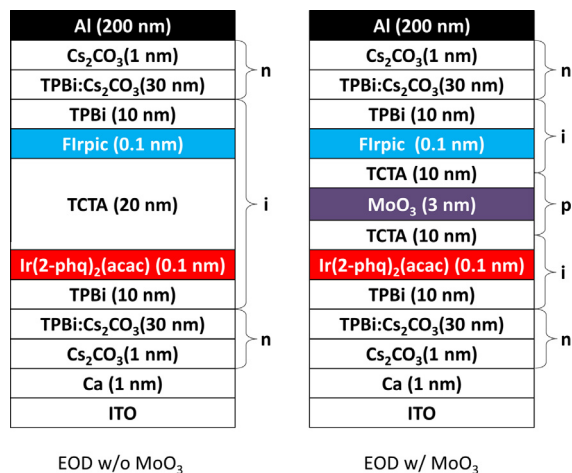 Al (200 nm)
Cs₂CO₃(1 nm)
TPBi:Cs₂CO₃(30 nm)
n
TPBi (10 nm)
FIrpic (0.1 nm)
TCTA (20 nm)
i
Ir(2-phq)₂(acac) (0.1 nm)
TPBi (10 nm)
TPBi:Cs₂CO₃(30 nm)
Cs₂CO₃(1 nm)
n
Ca (1 nm)
ITO
EOD w/o MoO₃
Al (200 nm)
Cs₂CO₃(1 nm)
TPBi:Cs₂CO₃(30 nm)
n
TPBi (10 nm)
FIrpic (0.1 nm)
i
TCTA (10 nm)
MoO₃ (3 nm)
p
TCTA (10 nm)
Ir(2-phq)₂(acac) (0.1 nm)
i
TPBi (10 nm)
TPBi:Cs₂CO₃(30 nm)
Cs₂CO₃(1 nm)
n
Ca (1 nm)
ITO
EOD w/ MoO₃